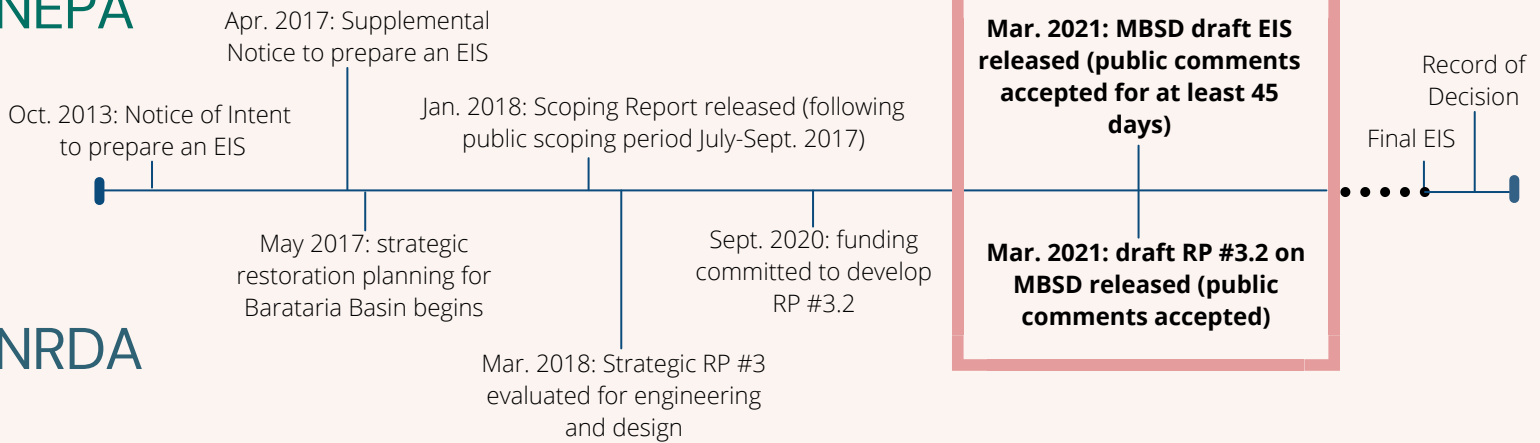 NEPA
Apr. 2017: Supplemental
Notice to prepare an EIS
Oct. 2013: Notice of Intent
to prepare an EIS
Jan. 2018: Scoping Report released (following
public scoping period July-Sept. 2017)
Mar. 2021: MBSD draft EIS
released (public comments
accepted for at least 45
days)
Record of
Decision
Final EIS
May 2017: strategic
restoration planning for
Barataria Basin begins
Sept. 2020: funding
committed to develop
RP #3.2
Mar. 2021: draft RP #3.2 on
MBSD released (public
comments accepted)
NRDA
Mar. 2018: Strategic RP #3
evaluated for engineering
and design